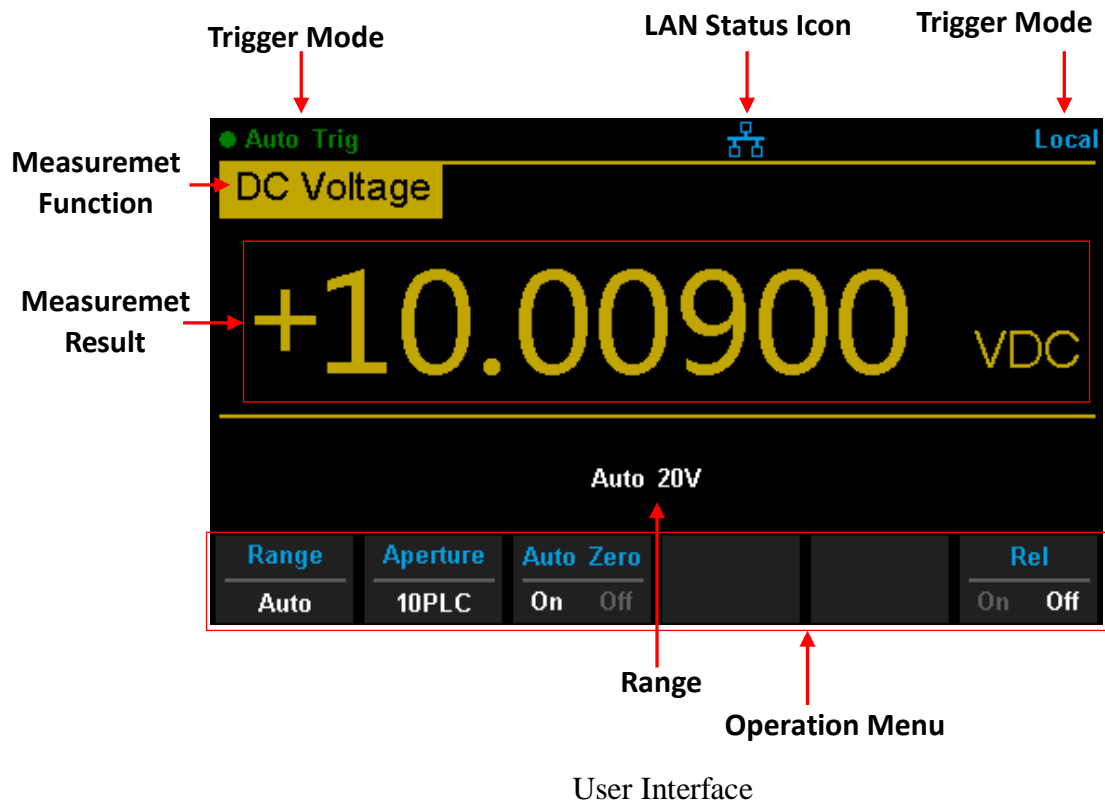 Trigger Mode
LAN Status Icon
Trigger Mode
Auto Trig
Local
Measuremet
Function
DC Voltage
Measuremet
Result
+10.00900 VDC
Auto 20V
Range
Aperture
Auto Zero
Rel
Auto
10PLC
On Off
On Off
Range
Operation Menu
User Interface